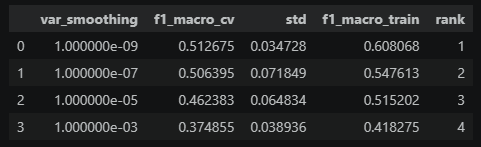 var_smoothing f1_macro_cv std f1_macro_train rank
0 1.000000e-09 0.512675 0.034728 0.608068 1
1 1.000000e-07 0.506395 0.071849 0.547613 2
2 1.000000e-05 0.462383 0.064834 0.515202 3
3 1.000000e-03 0.374855 0.038936 0.418275 4